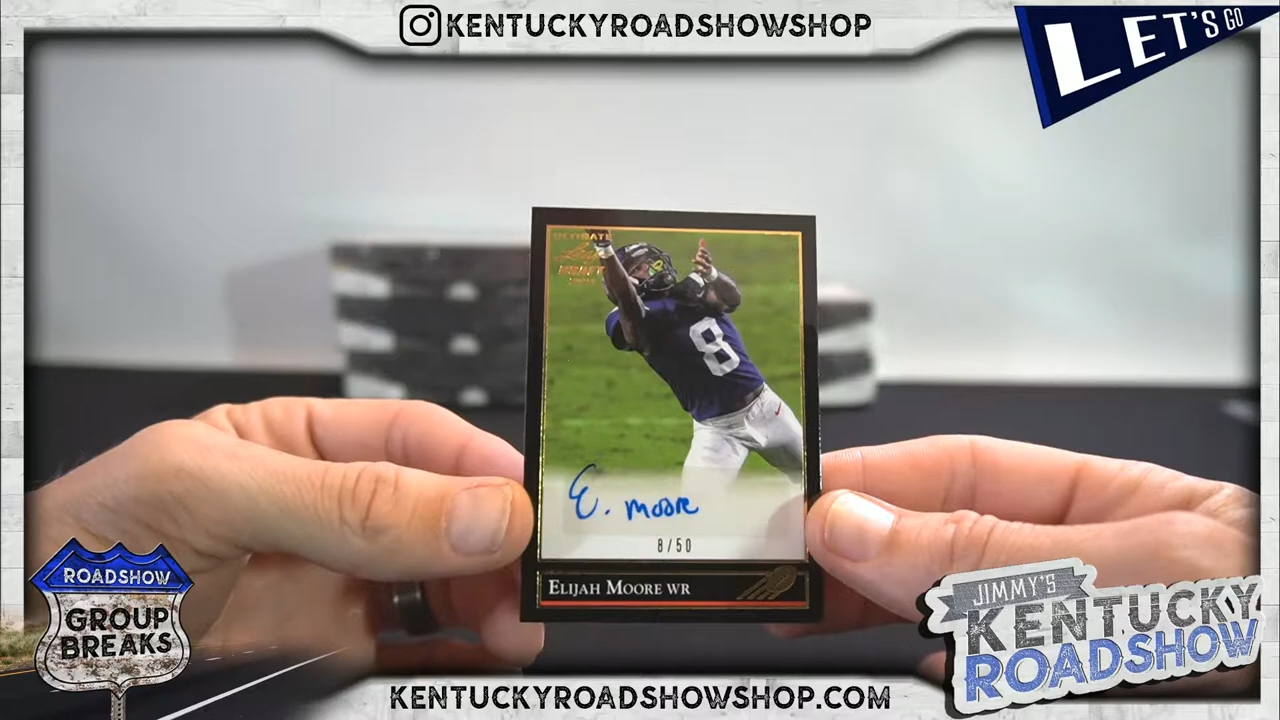 KENTUCKYROADSHOWSHOP
LET'S GO
ULTIMATE
Leaf
DRAFT
8
E. moore
8/50
ELIJAH MOORE WR
ROADSHOW
GROUP
BREAKS
JIMMY'S
KENTUCKY
ROADSHOW
KENTUCKYROADSHOWSHOP.COM